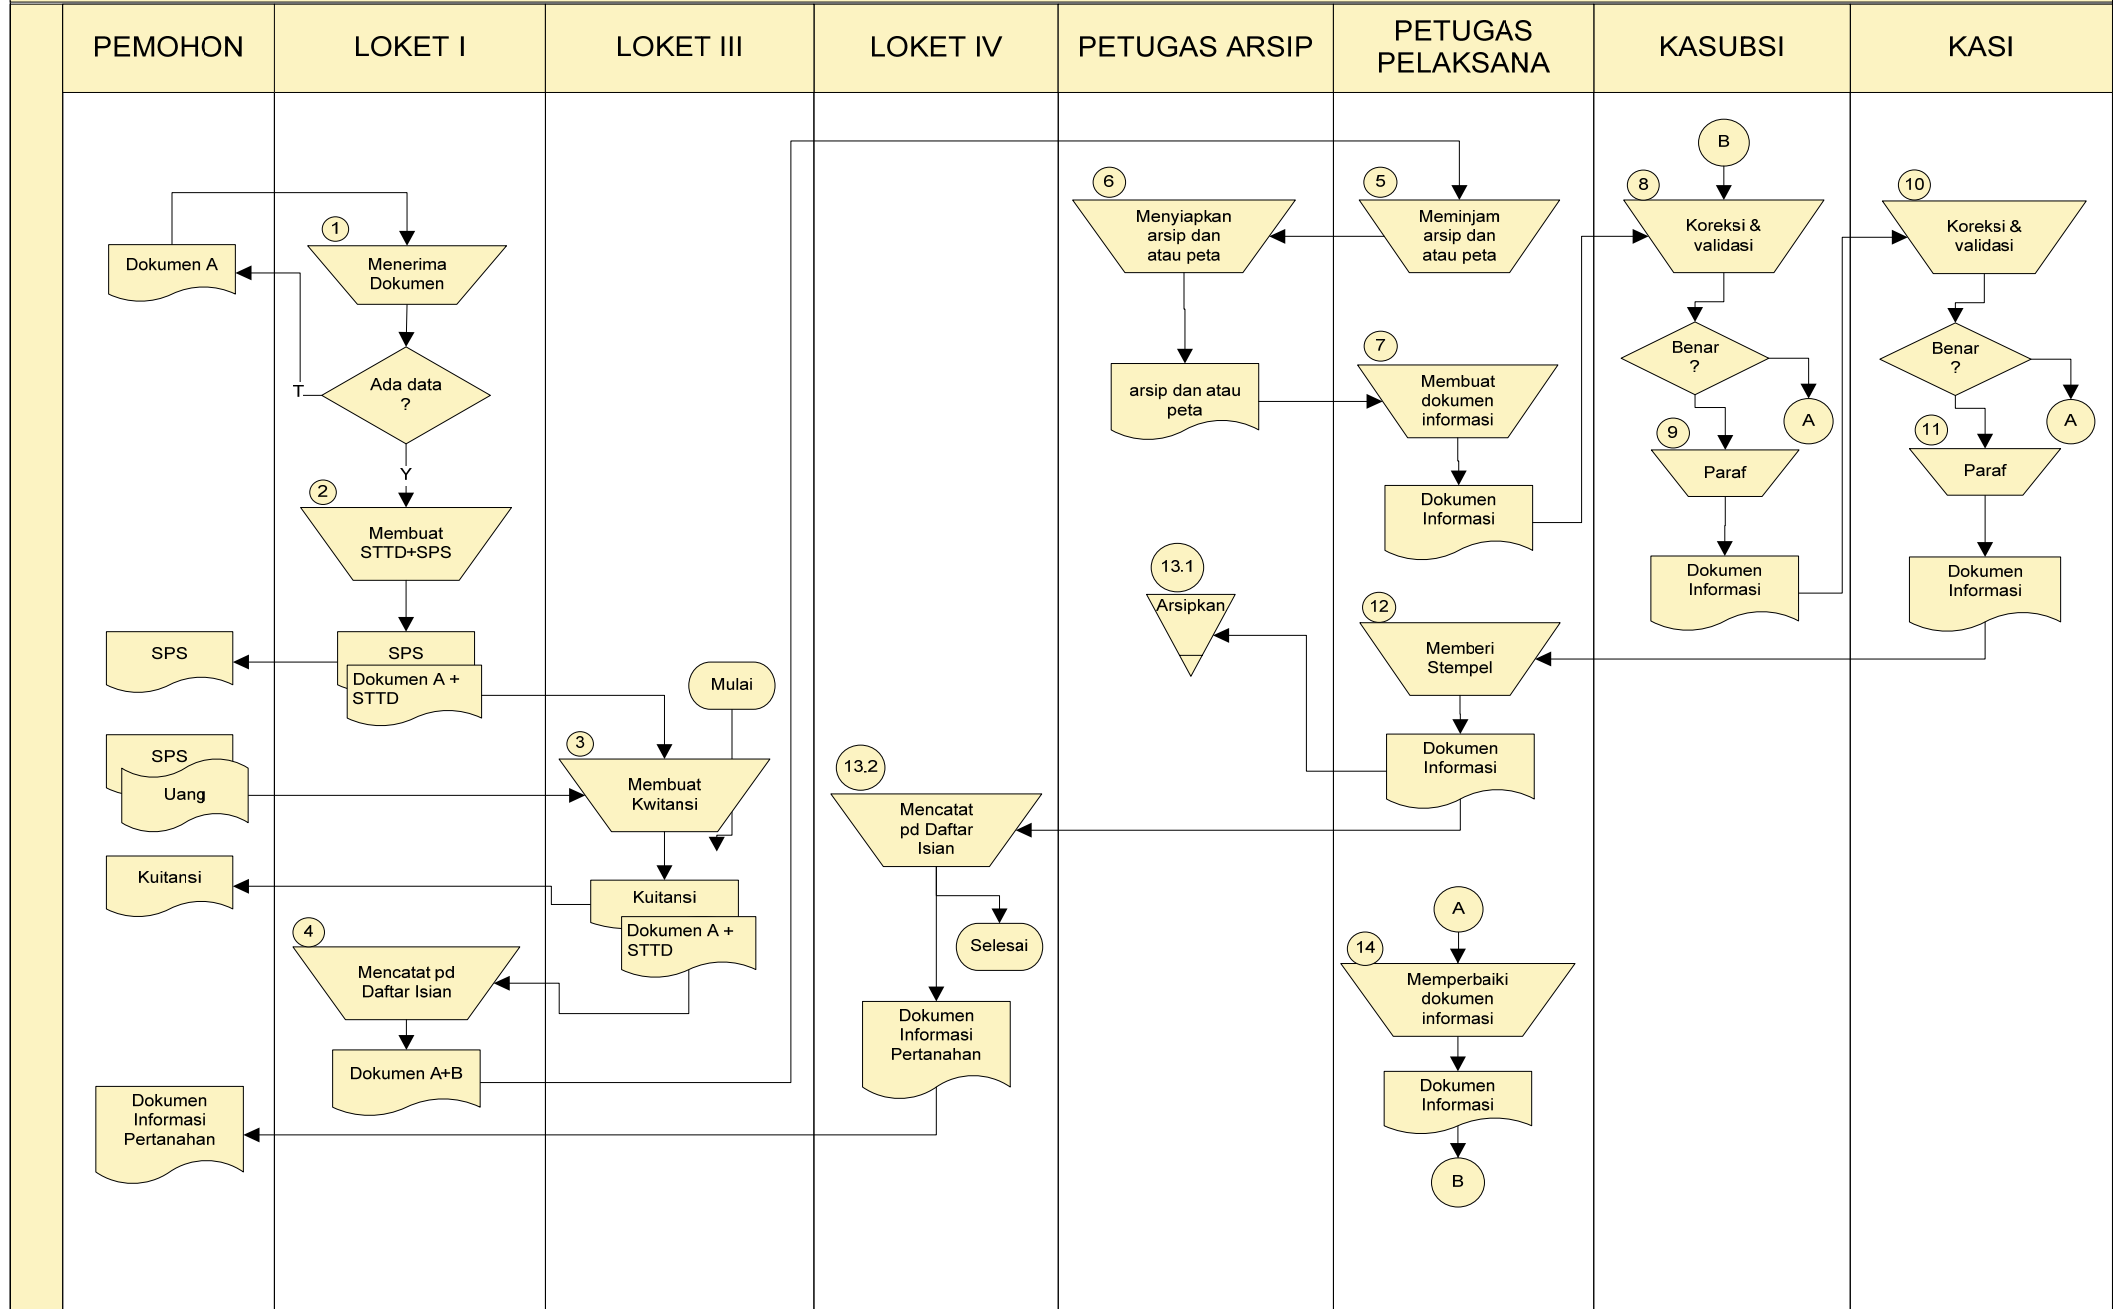 PEMOHON
LOKET I
LOKET III
LOKET IV
PETUGAS ARSIP
PETUGAS
PELAKSANA
KASUBSI
KASI
Dokumen A
1
Menerima
Dokumen
Ada data
?
T
Y
2
Membuat
STTD+SPS
SPS
Dokumen A +
STTD
SPS
SPS
Uang
Mulai
3
Membuat
Kwitansi
Kuitansi
Dokumen A +
STTD
Kuitansi
4
Mencatat pd
Daftar Isian
Dokumen A+B
5
Meminjam
arsip dan
atau peta
6
Menyiapkan
arsip dan
atau peta
arsip dan atau
peta
7
Membuat
dokumen
informasi
Dokumen
Informasi
B
8
Koreksi &
validasi
Benar
?
A
9
Paraf
Dokumen
Informasi
10
Koreksi &
validasi
Benar
?
A
11
Paraf
Dokumen
Informasi
12
Memberi
Stempel
Dokumen
Informasi
13.1
Arsipkan
13.2
Mencatat
pd Daftar
Isian
Selesai
Dokumen
Informasi
Pertanahan
Dokumen
Informasi
Pertanahan
A
14
Memperbaiki
dokumen
informasi
Dokumen
Informasi
B